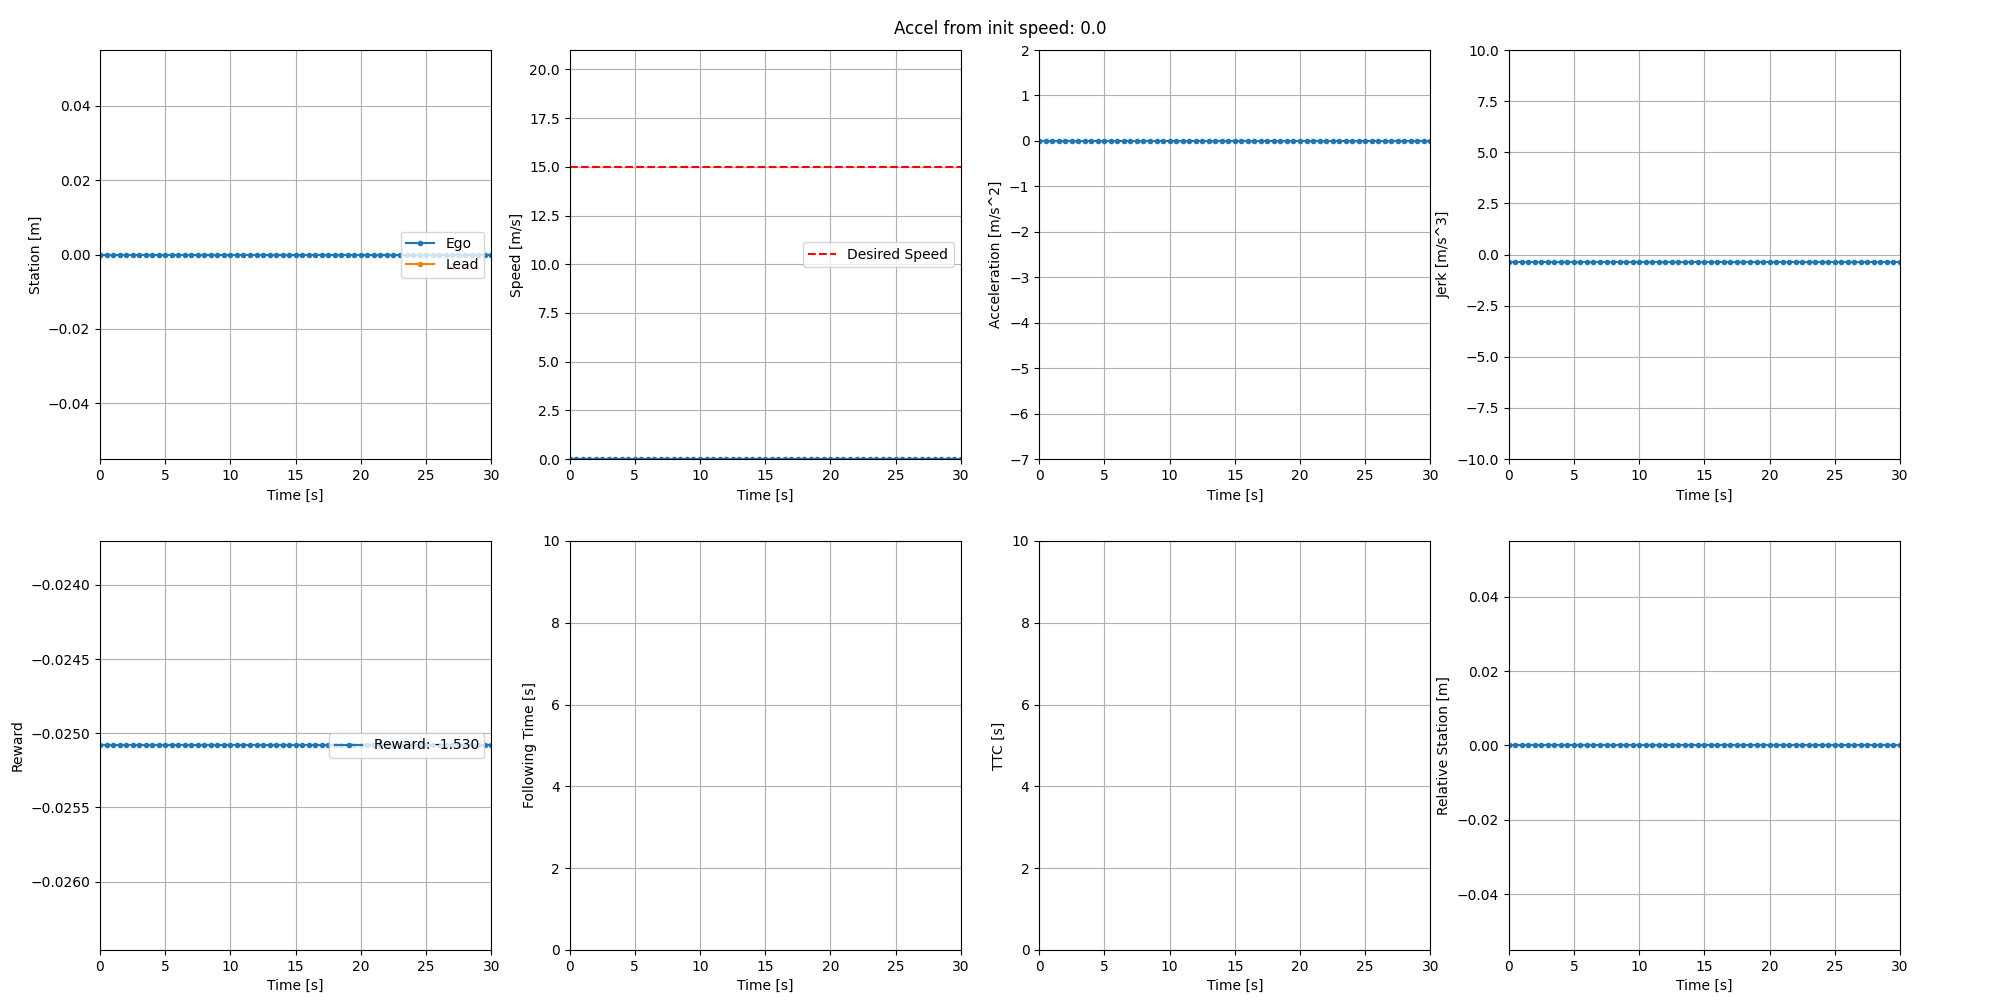 Accel from init speed: 0.0
Station [m]
0.04
0.02
0.00
−0.02
−0.04
Ego
Lead
0 5 10 15 20 25 30
Time [s]
Speed [m/s]
20.0
17.5
15.0
12.5
10.0
7.5
5.0
2.5
0.0
Desired Speed
0 5 10 15 20 25 30
Time [s]
Acceleration [m/s^2]
2
1
0
−1
−2
−3
−4
−5
−6
−7
0 5 10 15 20 25 30
Time [s]
Jerk [m/s^3]
10.0
7.5
5.0
2.5
0.0
−2.5
−5.0
−7.5
−10.0
0 5 10 15 20 25 30
Time [s]
Reward
−0.0240
−0.0245
−0.0250
−0.0255
−0.0260
Reward: -1.530
0 5 10 15 20 25 30
Time [s]
Following Time [s]
10
8
6
4
2
0
0 5 10 15 20 25 30
Time [s]
TTC [s]
10
8
6
4
2
0
0 5 10 15 20 25 30
Time [s]
Relative Station [m]
0.04
0.02
0.00
−0.02
−0.04
0 5 10 15 20 25 30
Time [s]